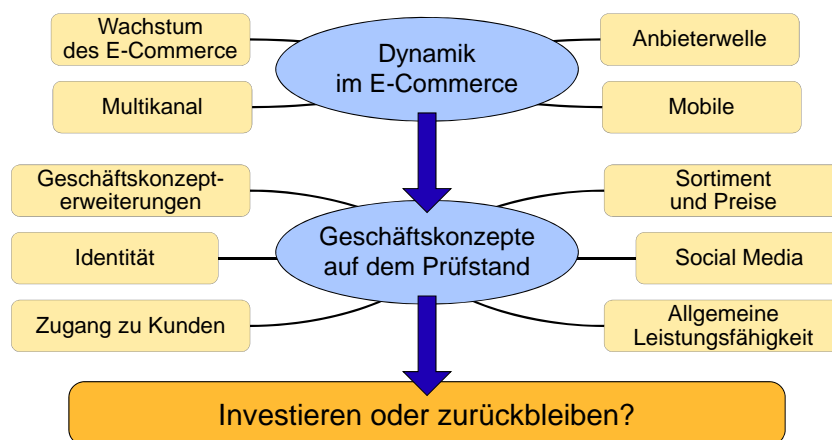 Wachstum
des E-Commerce
Dynamik
im E-Commerce
Anbieterwelle
Multikanal
Mobile
Geschäftskonzept-
erweiterungen
Sortiment
und Preise
Geschäftskonzepte
auf dem Prüfstand
Identität
Social Media
Zugang zu Kunden
Allgemeine
Leistungsfähigkeit
Investieren oder zurückbleiben?